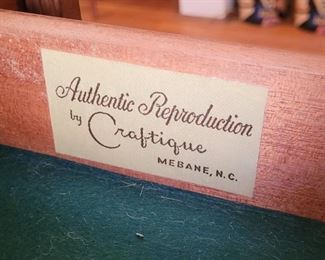 Authentic Reproduction
by Craftique
MEBANE, N.C.